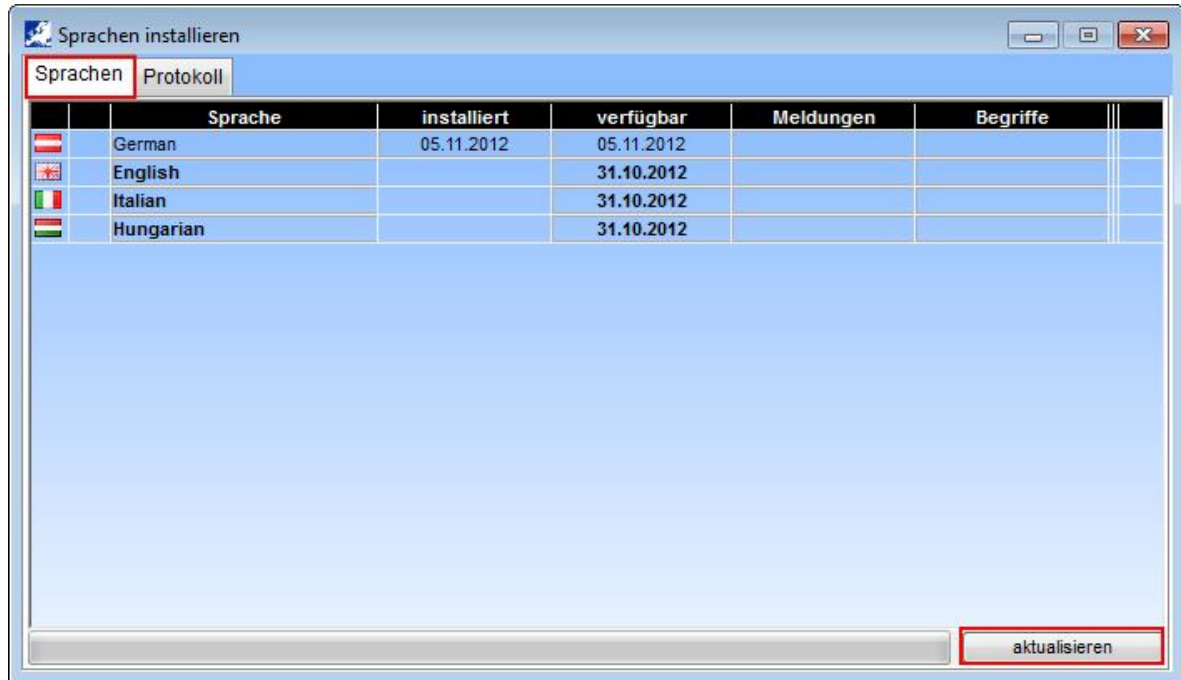 Sprachen installieren
Sprachen Protokoll
Sprache installiert verfügbar Meldungen Begriffe
German 05.11.2012 05.11.2012
English 31.10.2012
Italian 31.10.2012
Hungarian 31.10.2012
aktualisieren